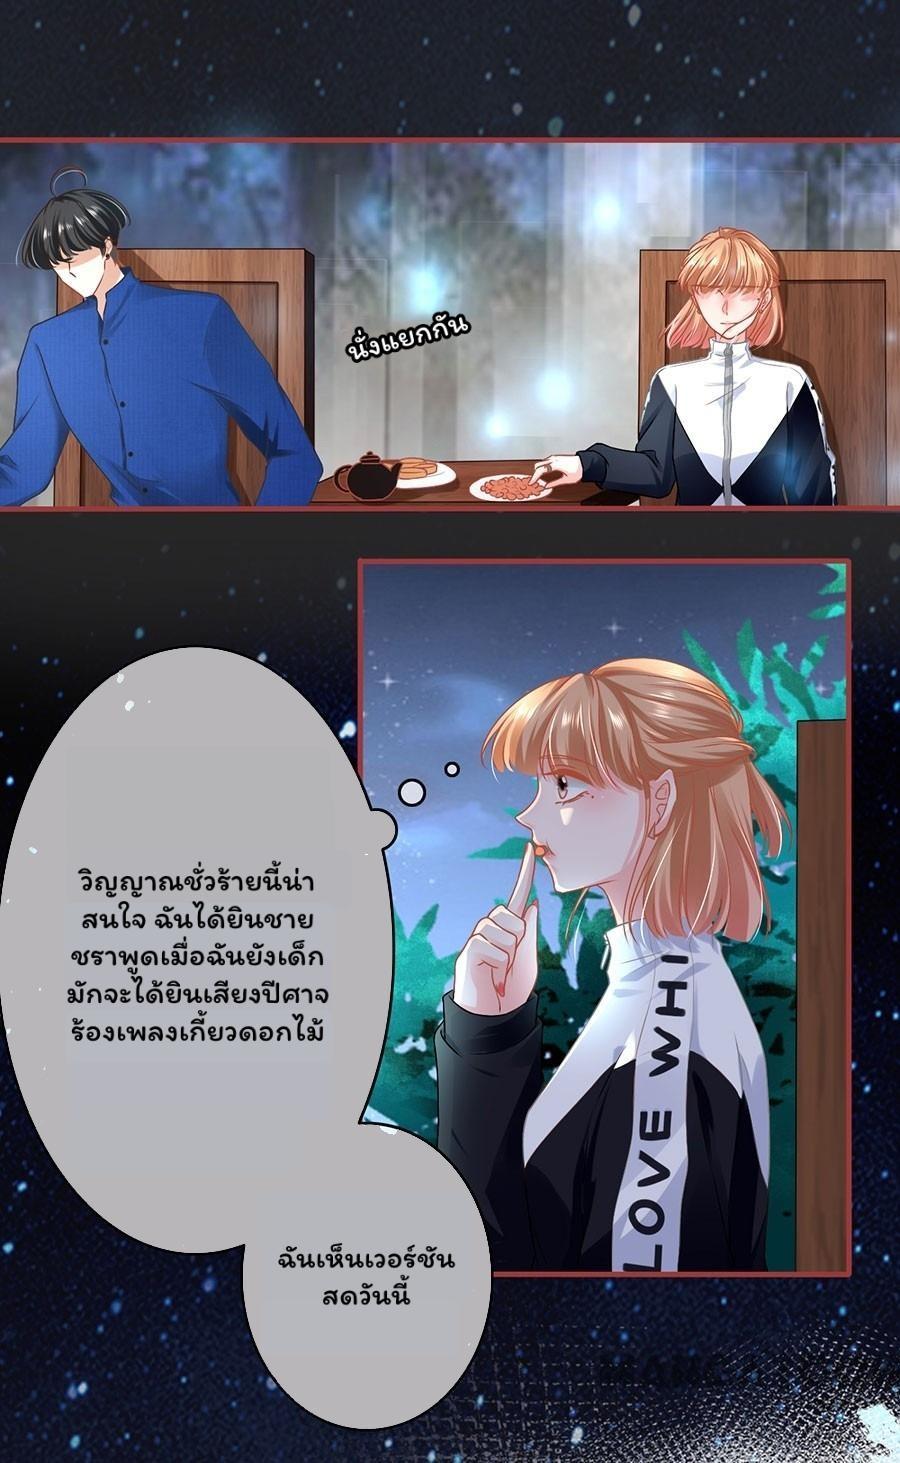 นั่งแยกกัน
วิญญาณชั่วร้ายนี้น่า
สนใจ ฉันได้ยินชาย
ชราพูดเมื่อฉันยังเด็ก
มักจะได้ยินเสียงปีศาจ
ร้องเพลงเกี้ยวดอกไม้
LOVE WHI
ฉันเห็นเวอร์ชัน
สดวันนี้